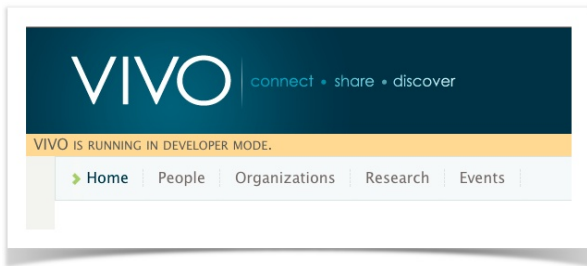 VIVO connect • share • discover
VIVO IS RUNNING IN DEVELOPER MODE.
Home People Organizations Research Events